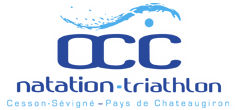 OCC
natation-triathlon
Cesson-Sévigné-Pays de Chateaugiron